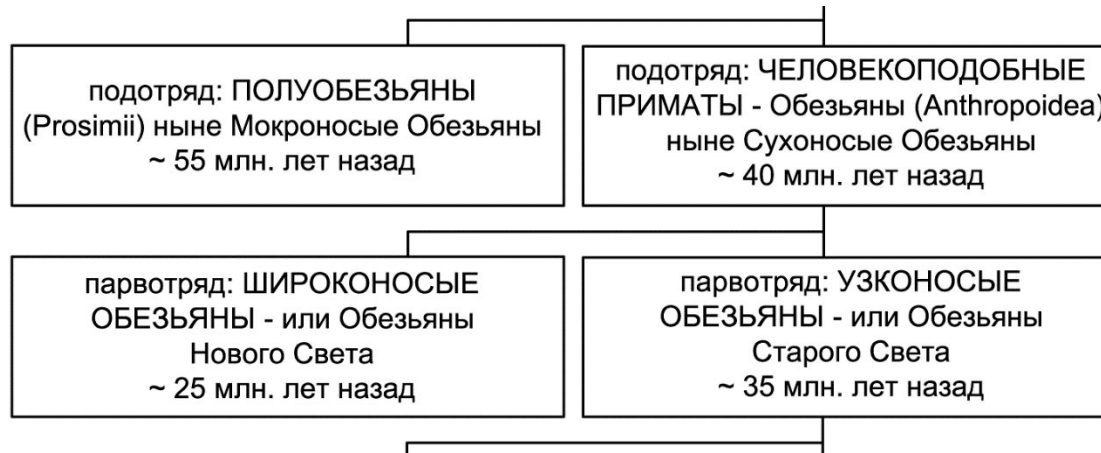 подотряд: ПОЛУОБЕЗЬЯНЫ
(Prosimii) ныне Мокроносые Обезьяны
~ 55 млн. лет назад
подотряд: ЧЕЛОВЕКОПОДОБНЫЕ
ПРИМАТЫ - Обезьяны (Anthropoidea)
ныне Сухоносые Обезьяны
~ 40 млн. лет назад
парвотряд: ШИРОКОНОСЫЕ
ОБЕЗЬЯНЫ - или Обезьяны
Нового Света
~ 25 млн. лет назад
парвотряд: УЗКОНОСЫЕ
ОБЕЗЬЯНЫ - или Обезьяны
Старого Света
~ 35 млн. лет назад